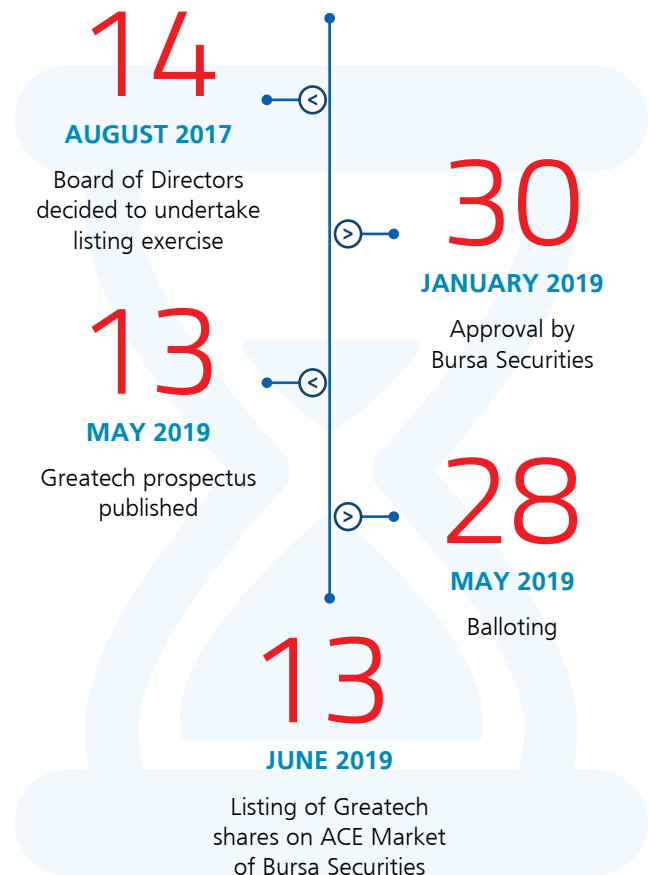 14
AUGUST 2017
Board of Directors
decided to undertake
listing exercise
30
JANUARY 2019
Approval by
Bursa Securities
13
MAY 2019
Greatech prospectus
published
28
MAY 2019
Balloting
13
JUNE 2019
Listing of Greatech
shares on ACE Market
of Bursa Securities